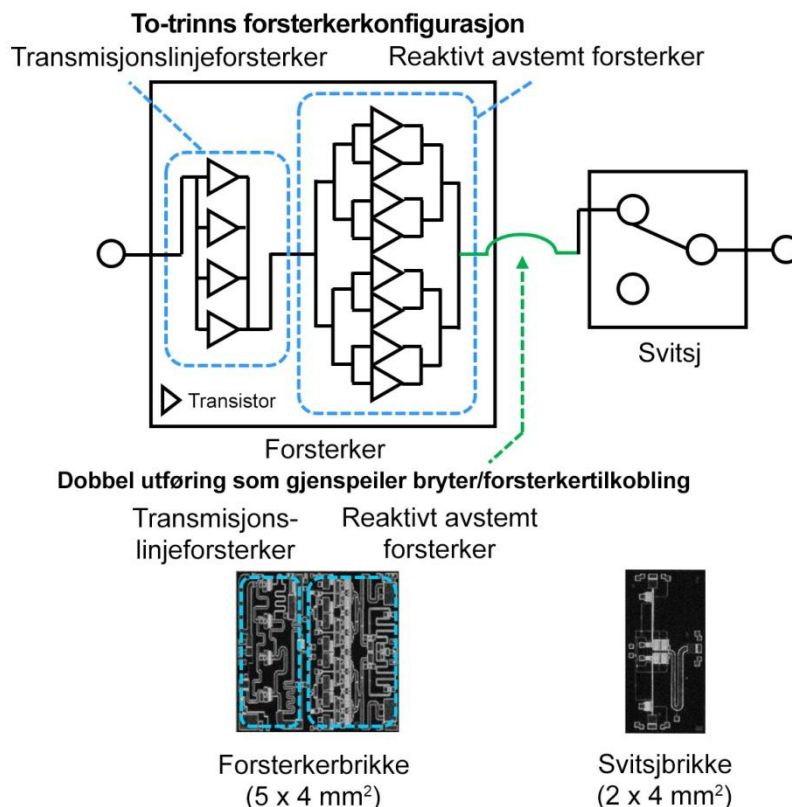 To-trinns forsterkerkonfigurasjon
Transmisjonslinjeforsterker
Reaktivt avstemt forsterker
Transistor
Svitsj
Forsterker
Dobbel utføring som gjenspeiler bryter/forsterkertilkobling
Transmisjons-
linjeforsterker
Reaktivt avstemt
forsterker
Forsterkerbrikke
(5 x 4 mm²)
Svitsjbrikke
(2 x 4 mm²)